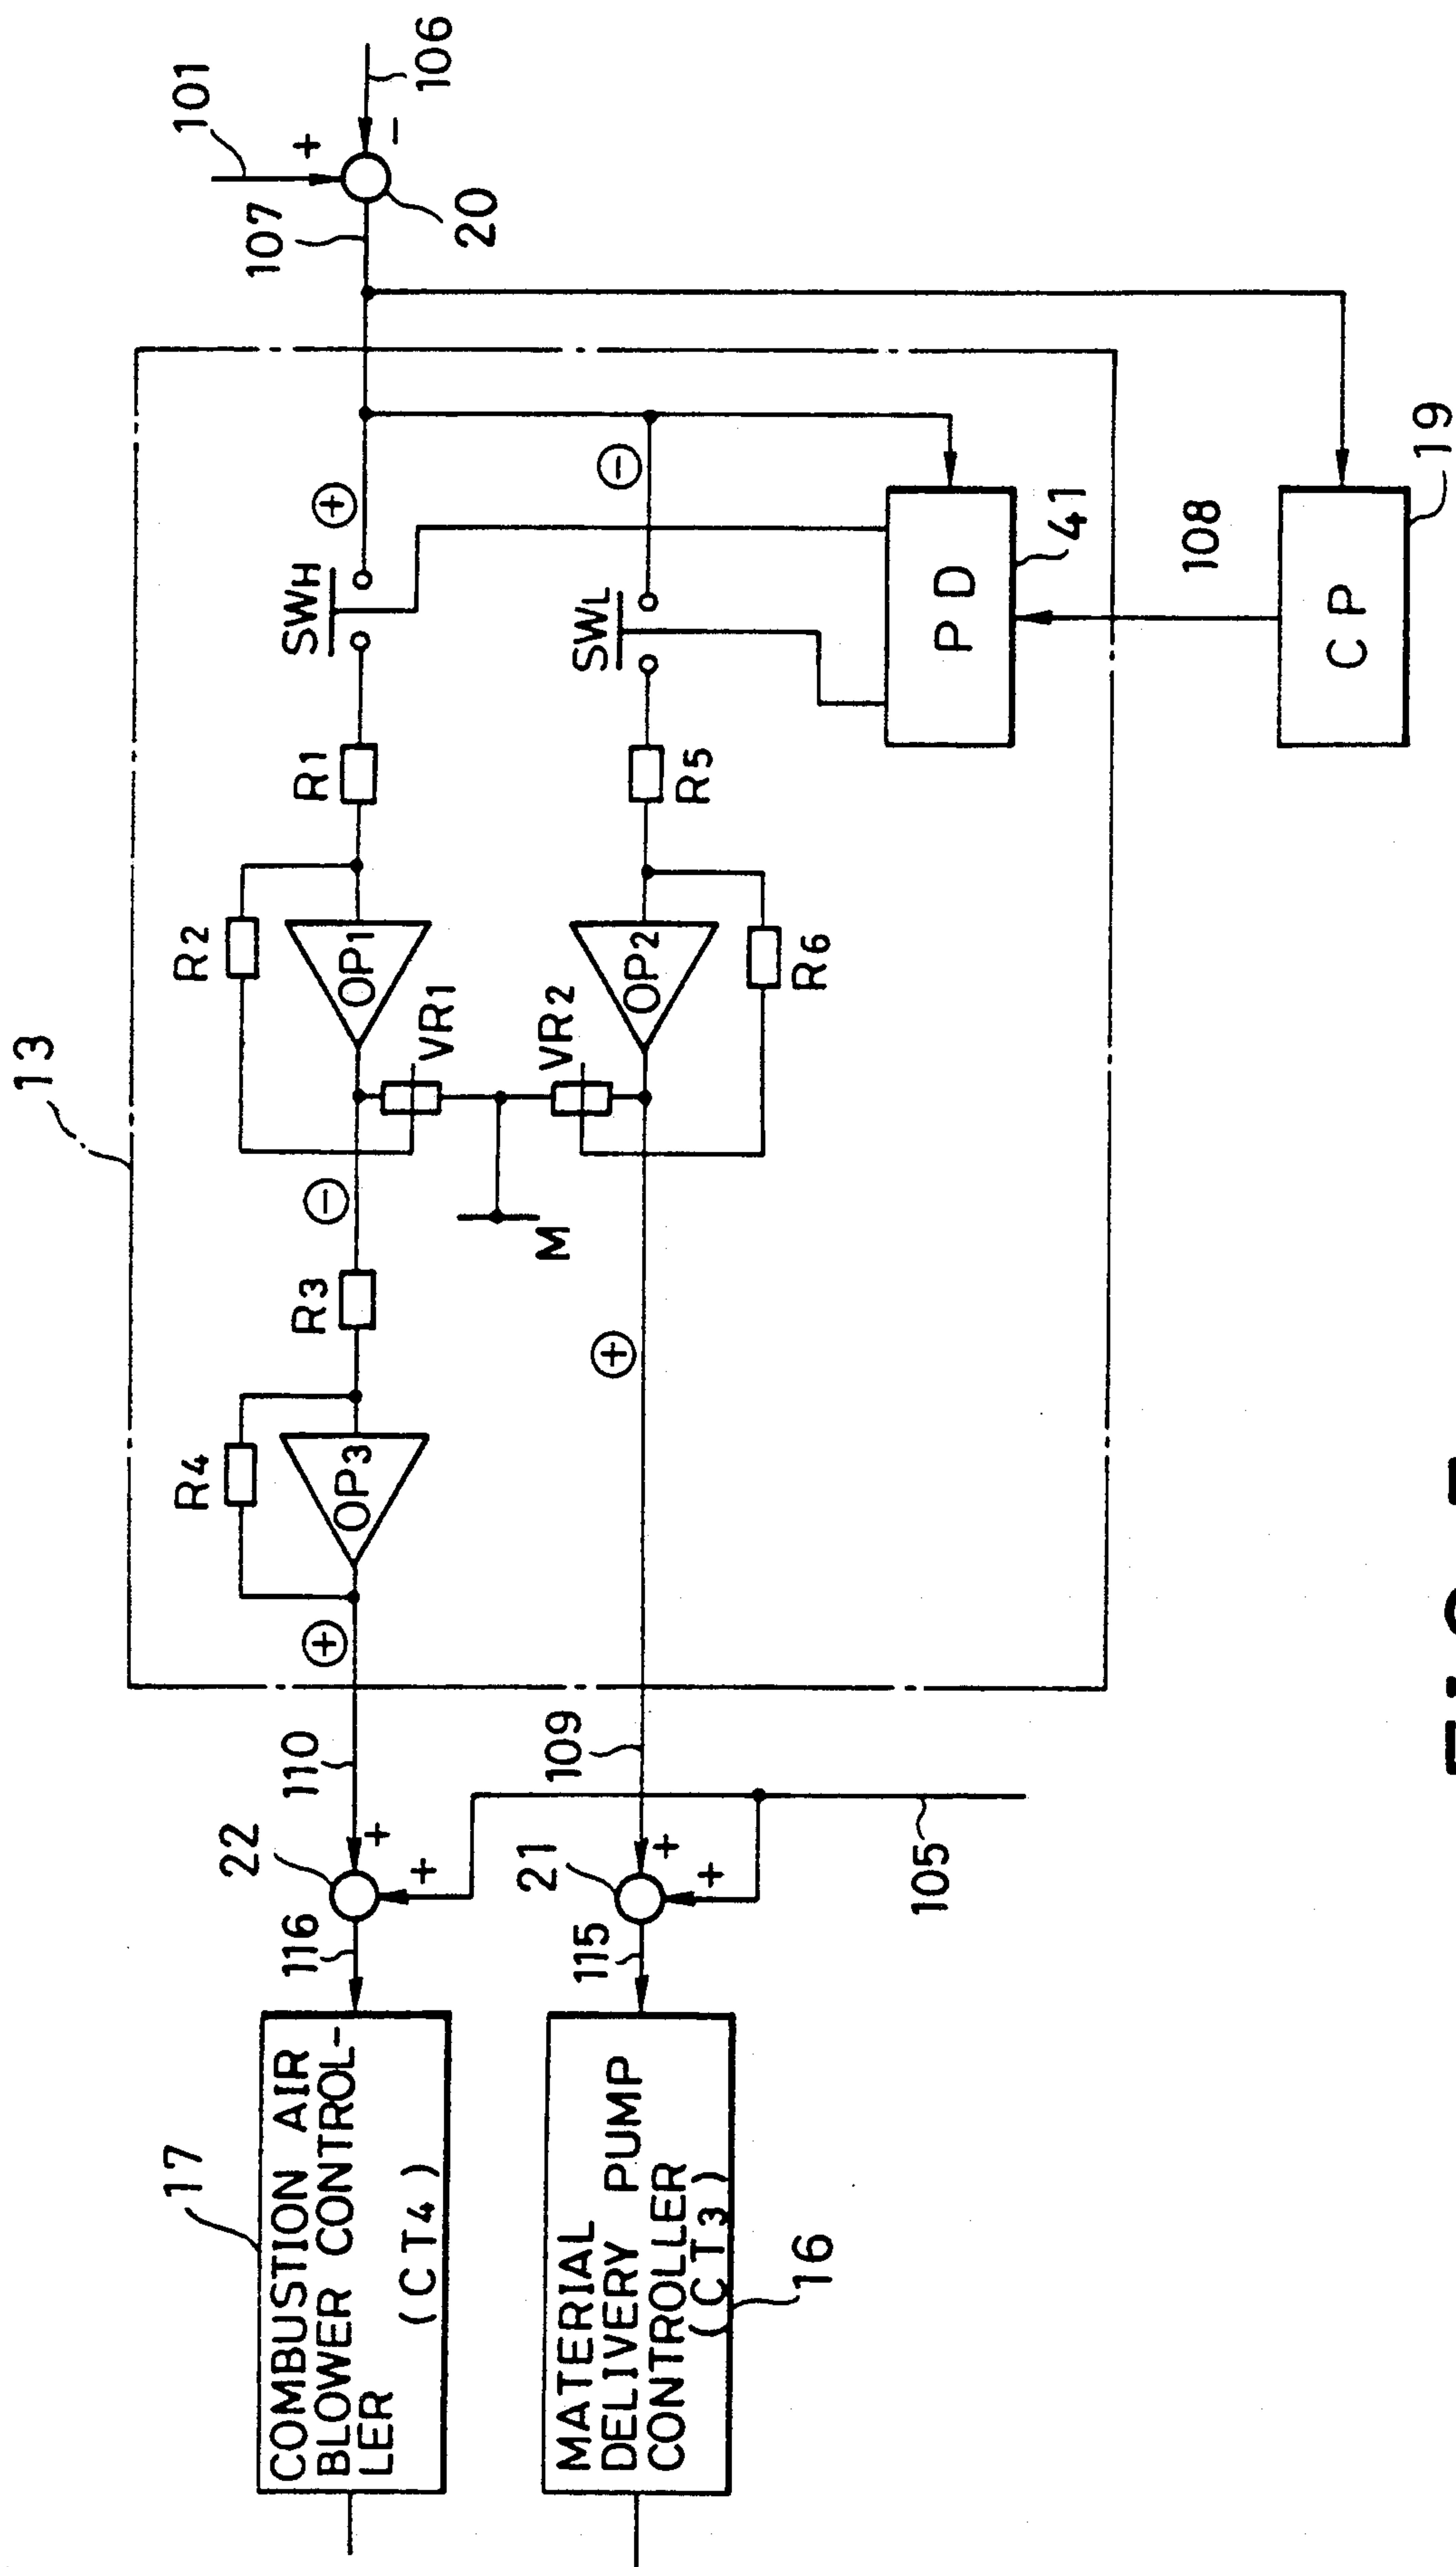 13
101
106
107
20
+
−
SWH
SWL
+
−
R1
R2
OP1
VR1
VR2
OP2
R5
R6
M
−
+
R3
R4
OP3
+
PD
41
108
CP
19
110
109
22
21
+
+
+
+
105
116
115
17
COMBUSTION AIR
BLOWER CONTROL-
LER
(CT4)
16
MATERIAL
DELIVERY PUMP
CONTROLLER
(CT3)